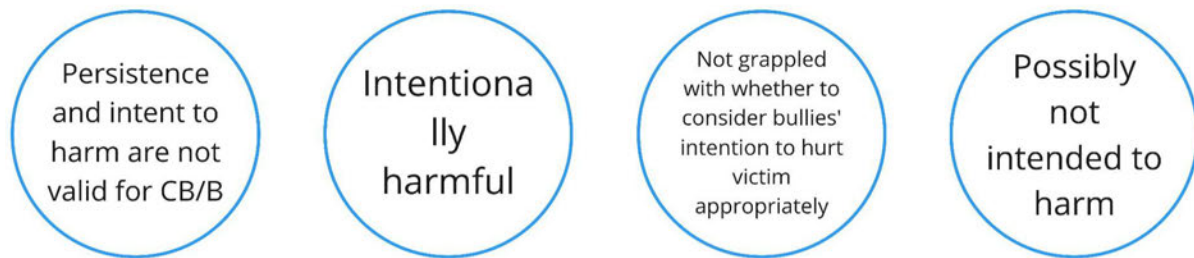 Persistence
and intent to
harm are not
valid for CB/B
Intentiona
lly
harmful
Not grappled
with whether to
consider bullies'
intention to hurt
victim
appropriately
Possibly
not
intended to
harm